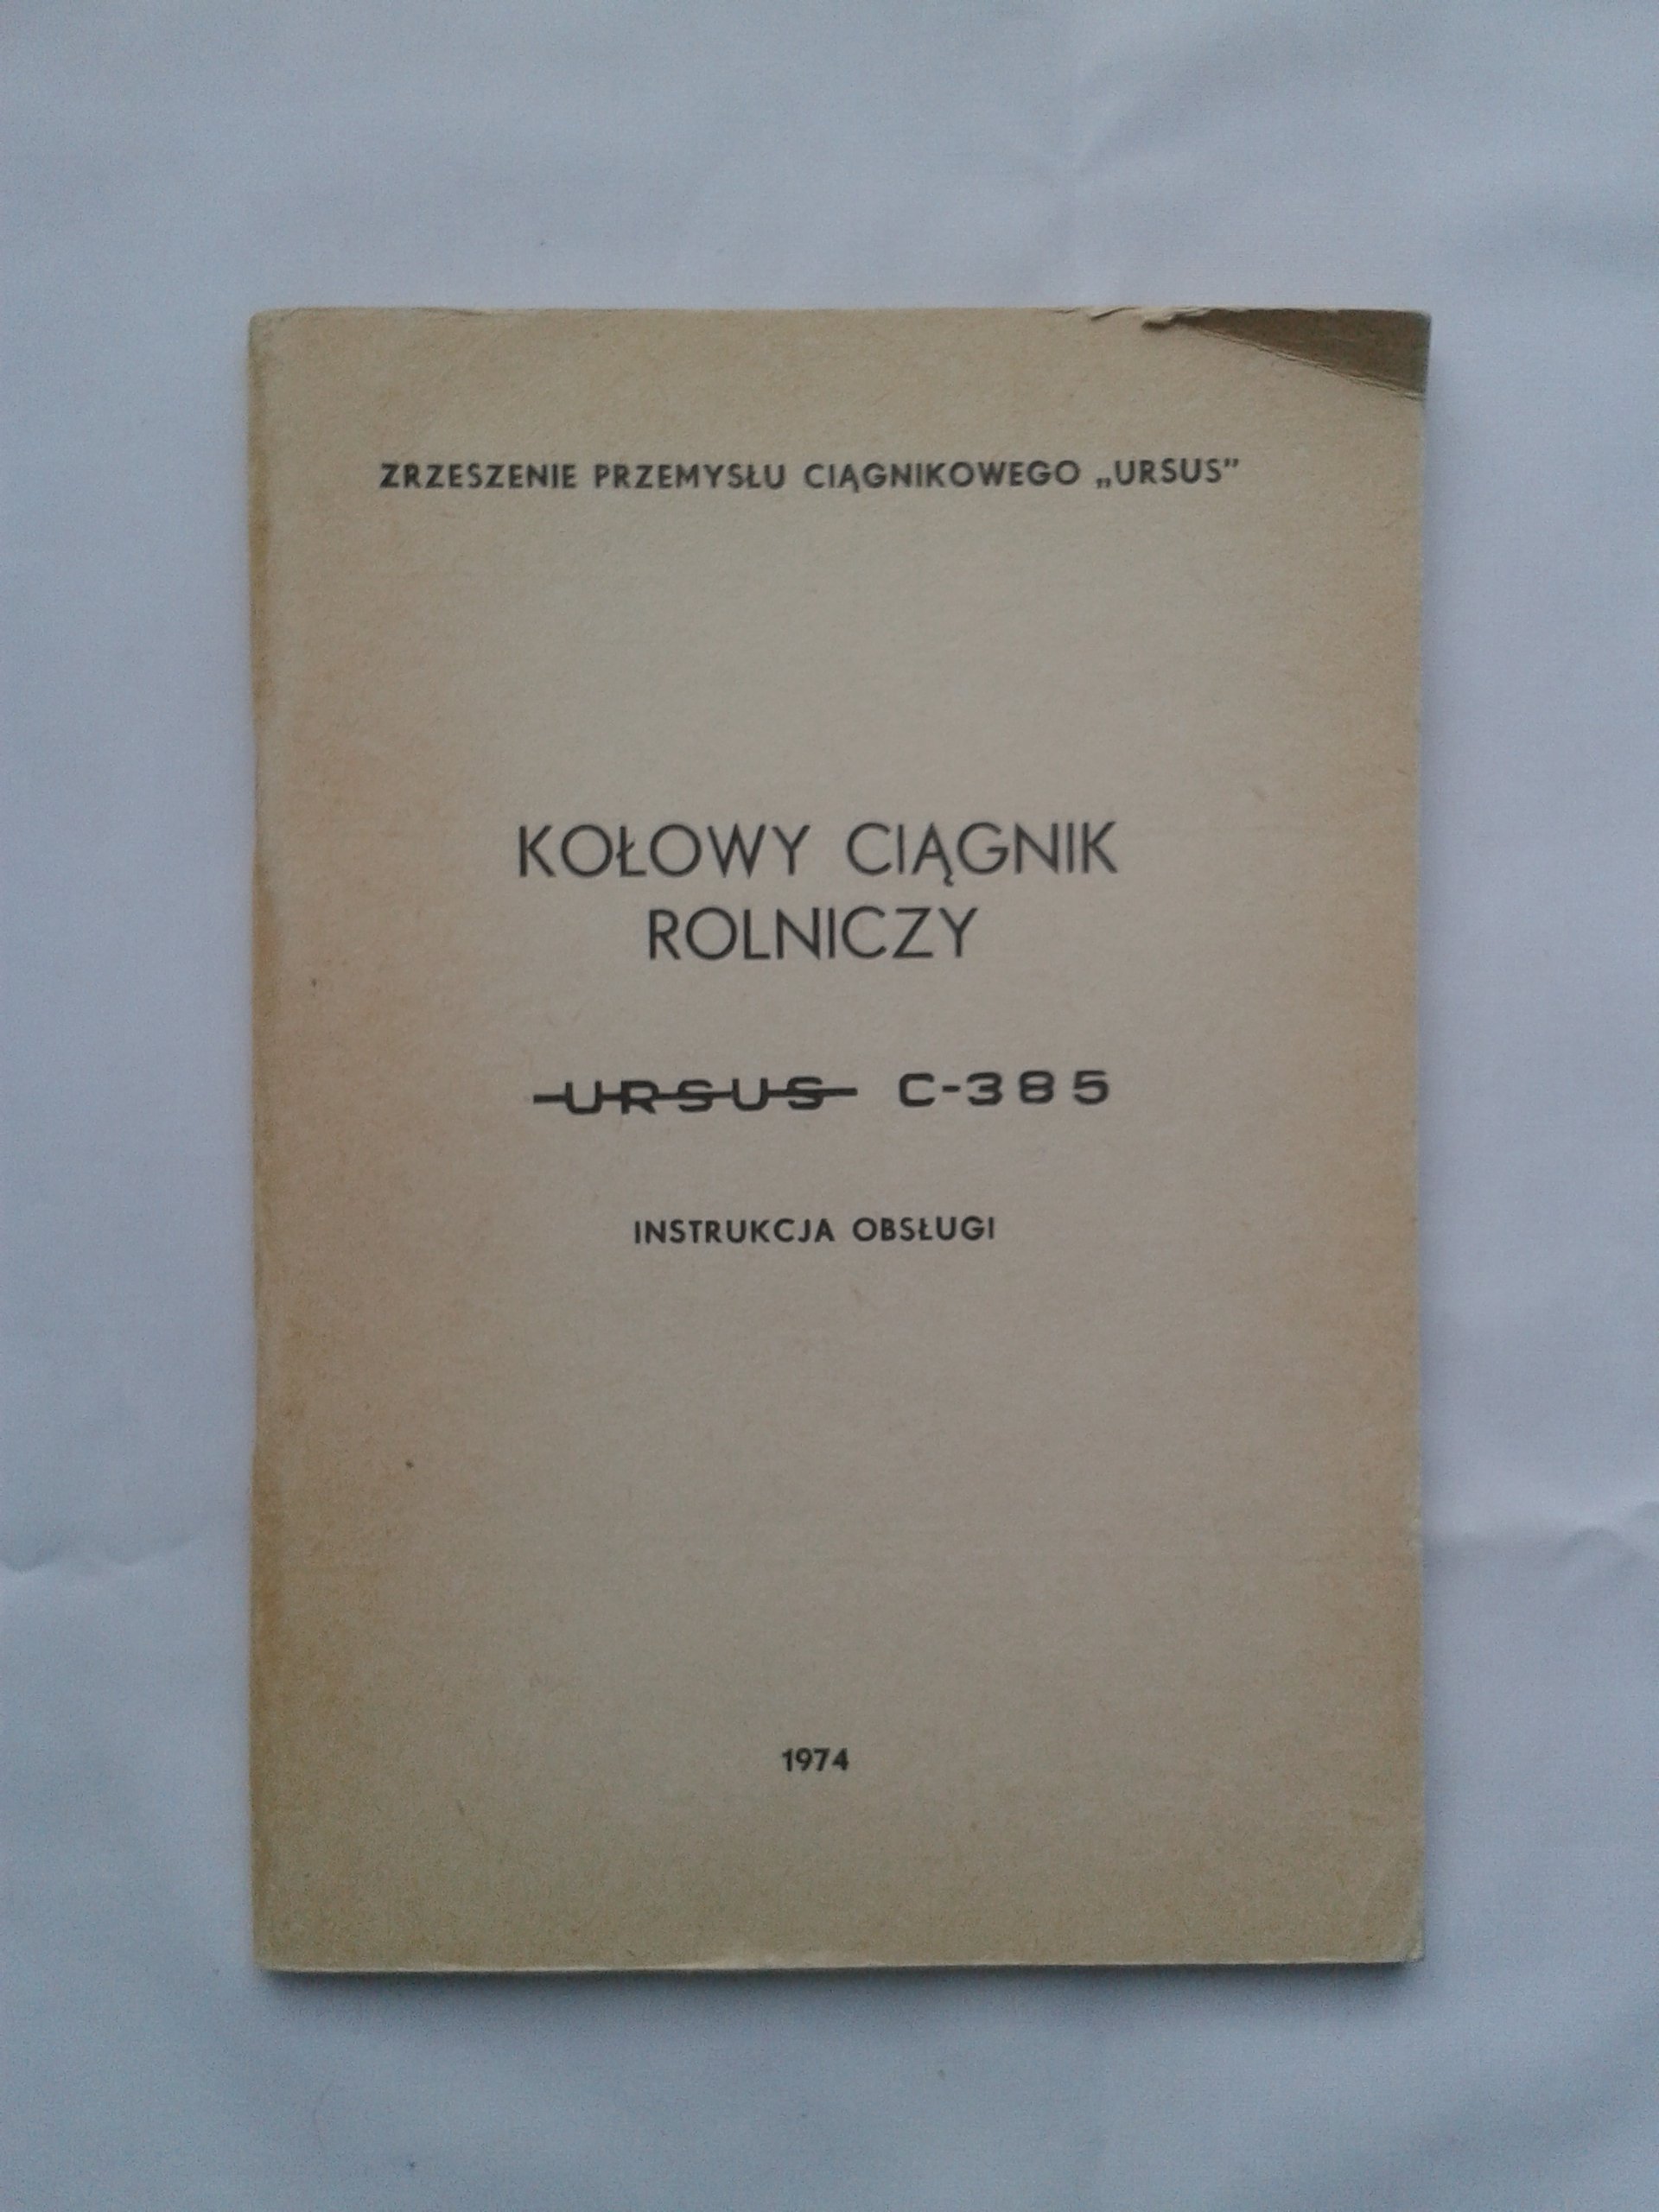 ZRZESZENIE PRZEMYSŁU CIĄGNIKOWEGO „URSUS”
KOŁOWY CIĄGNIK
ROLNICZY
URSUS C-385
INSTRUKCJA OBSŁUGI
1974